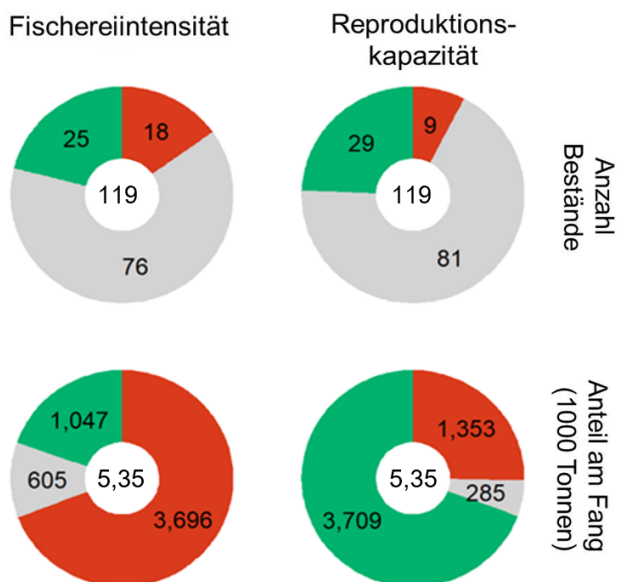 Fischereiintensität
Reproduktions-
kapazität
25
18
119
76
29
9
119
81
Anzahl
Bestände
1,047
605
5,35
3,696
1,353
285
5,35
3,709
Anteil am Fang
(1000 Tonnen)